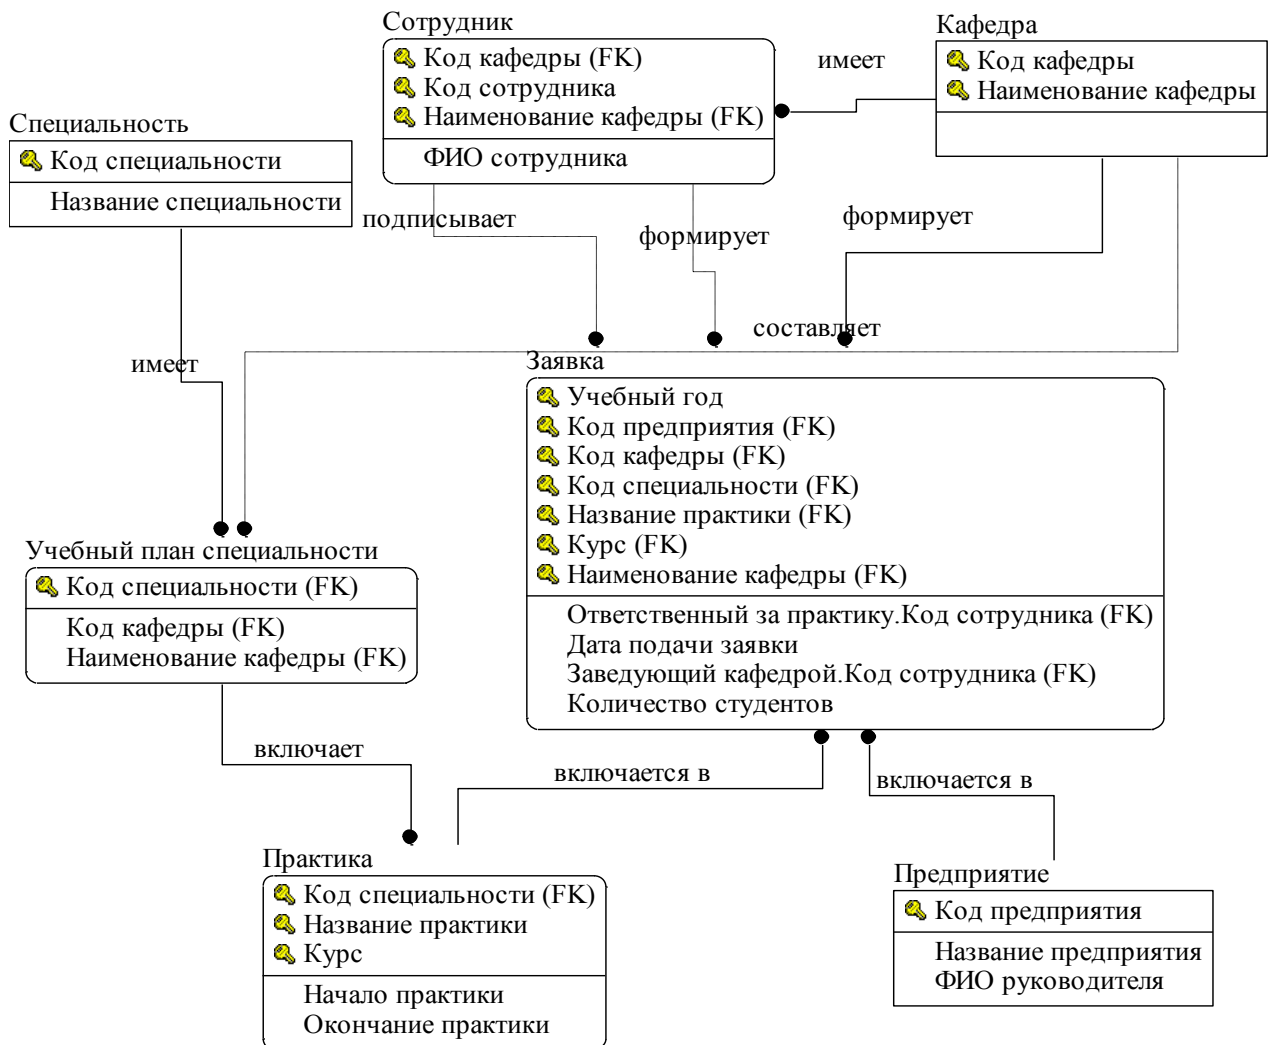 Сотрудник
Код кафедры (FK)
Код сотрудника
Наименование кафедры (FK)
ФИО сотрудника
имеет
Кафедра
Код кафедры
Наименование кафедры
Специальность
Код специальности
Название специальности
подписывает
формирует
формирует
составляет
имеет
Заявка
Учебный год
Код предприятия (FK)
Код кафедры (FK)
Код специальности (FK)
Название практики (FK)
Курс (FK)
Наименование кафедры (FK)
Ответственный за практику.Код сотрудника (FK)
Дата подачи заявки
Заведующий кафедрой.Код сотрудника (FK)
Количество студентов
Учебный план специальности
Код специальности (FK)
Код кафедры (FK)
Наименование кафедры (FK)
включает
включается в
включается в
Практика
Код специальности (FK)
Название практики
Курс
Начало практики
Окончание практики
Предприятие
Код предприятия
Название предприятия
ФИО руководителя